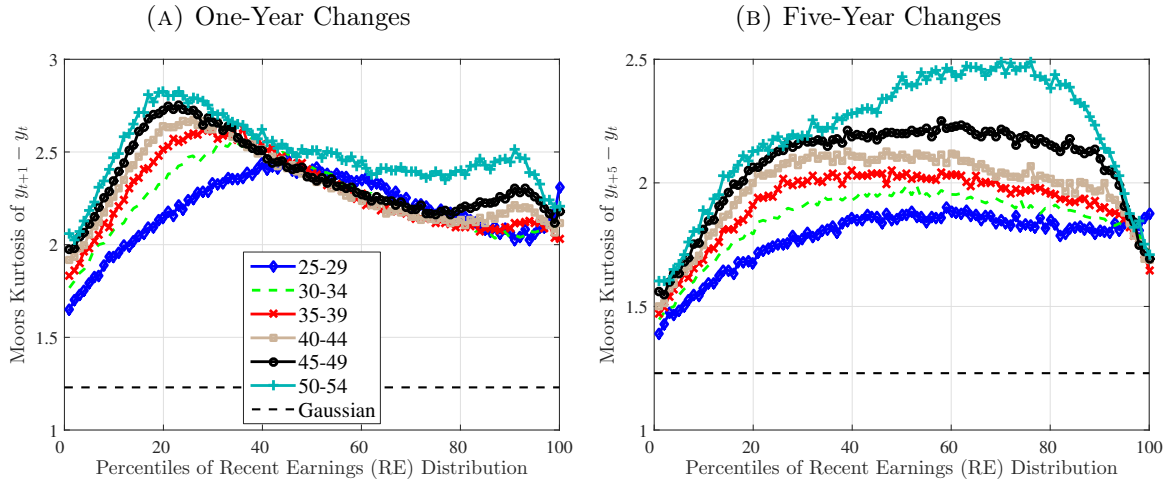 (A) One-Year Changes
Moors Kurtosis of y_{t+1} − y_t
3
2.5
2
1.5
1
25-29
30-34
35-39
40-44
45-49
50-54
Gaussian
0 20 40 60 80 100
Percentiles of Recent Earnings (RE) Distribution
(B) Five-Year Changes
Moors Kurtosis of y_{t+5} − y_t
2.5
2
1.5
1
0 20 40 60 80 100
Percentiles of Recent Earnings (RE) Distribution